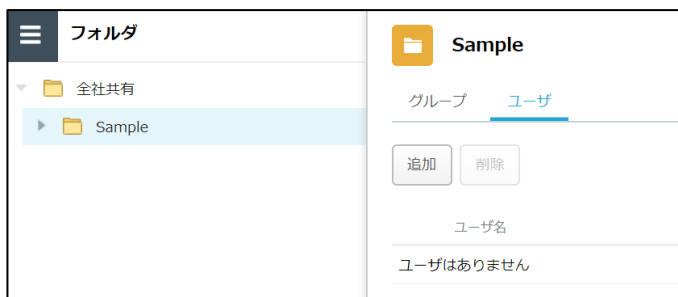 フォルダ
全社共有
Sample
Sample
グループ ユーザ
追加 削除
ユーザ名
ユーザはありません